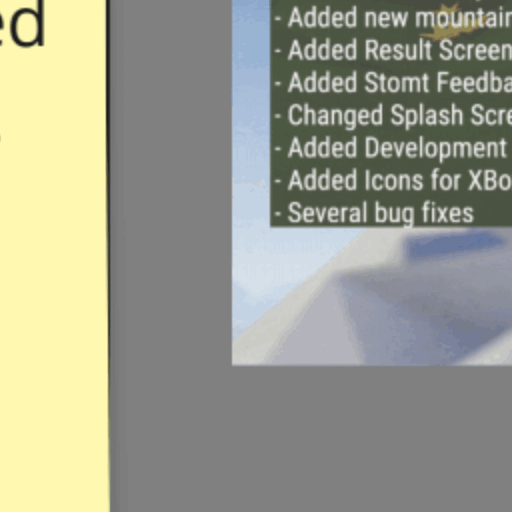 ed
- Added new mountain
- Added Result Screen
- Added Stomt Feedba
- Changed Splash Scre
- Added Development
- Added Icons for XBo
- Several bug fixes